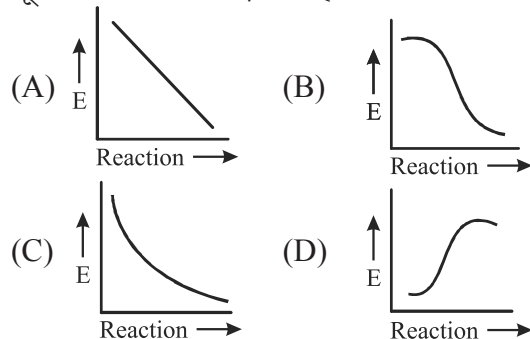 (A) E Reaction
(B) E Reaction
(C) E Reaction
(D) E Reaction